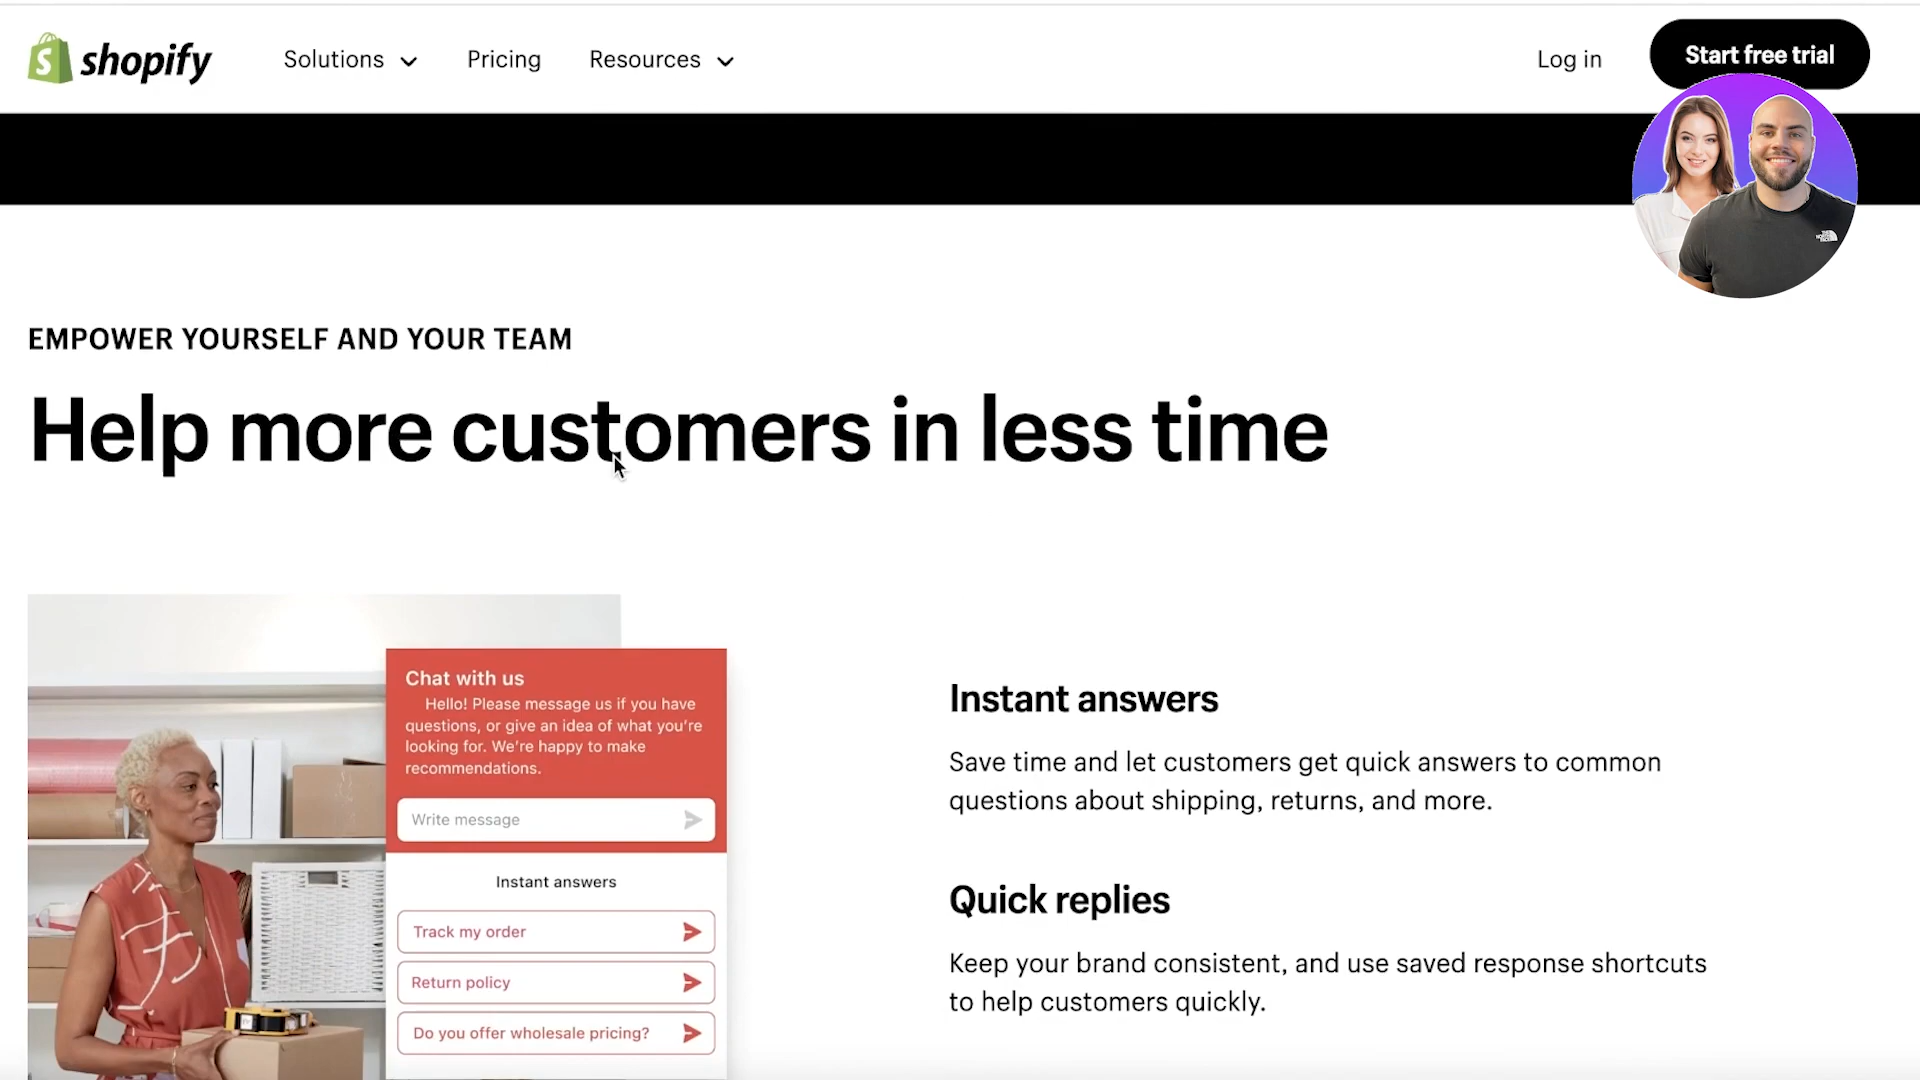 shopify
Solutions
Pricing
Resources
Log in
Start free trial
EMPOWER YOURSELF AND YOUR TEAM
Help more customers in less time
Chat with us
Hello! Please message us if you have
questions, or give an idea of what you're
looking for. We're happy to make
recommendations.
Write message
Instant answers
Track my order
Return policy
Do you offer wholesale pricing?
Instant answers
Save time and let customers get quick answers to common
questions about shipping, returns, and more.
Quick replies
Keep your brand consistent, and use saved response shortcuts
to help customers quickly.